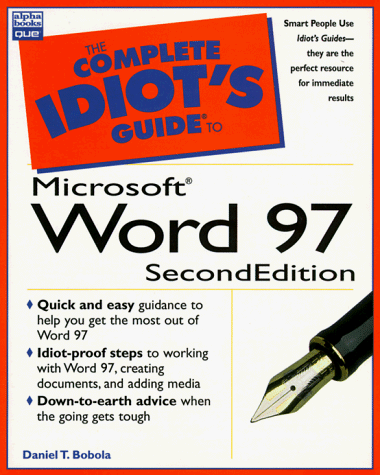 alpha
books
QUE
THE
COMPLETE
IDIOT'S
GUIDE® TO
Smart People Use
Idiot's Guides—
they are the
perfect resource
for immediate
results
Microsoft®
Word 97
SecondEdition
♦ Quick and easy guidance to
help you get the most out of
Word 97
♦ Idiot-proof steps to working
with Word 97, creating
documents, and adding media
♦ Down-to-earth advice when
the going gets tough
Daniel T. Bobola